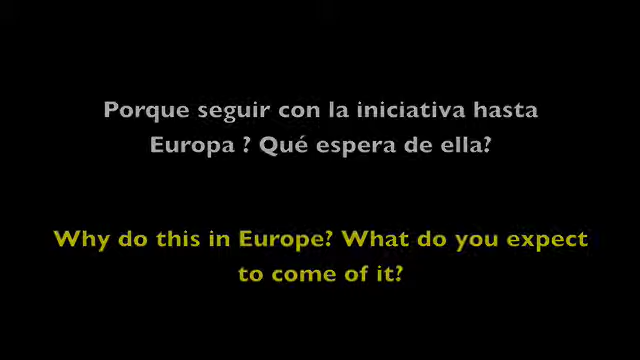 Porque seguir con la iniciativa hasta
Europa ? Qué espera de ella?
Why do this in Europe? What do you expect
to come of it?